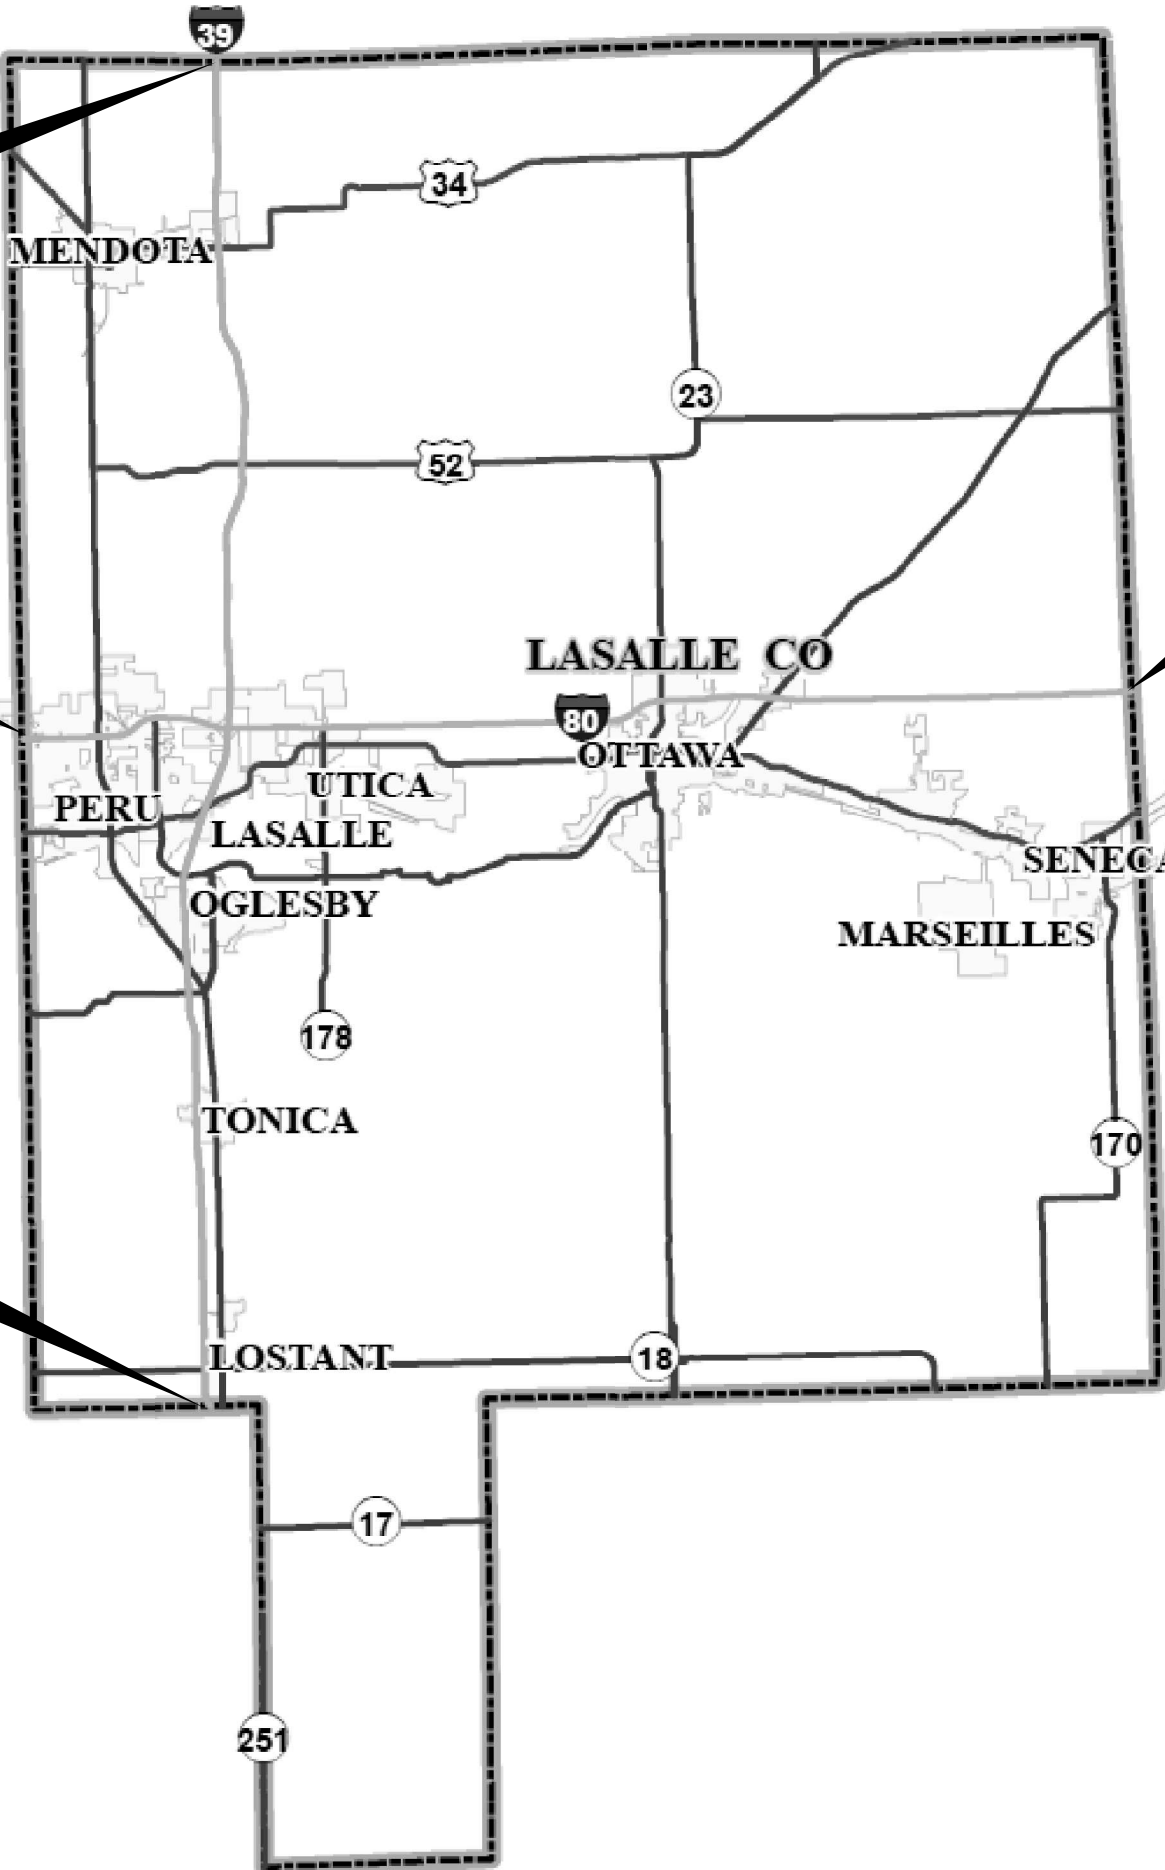 39
34
MENDOTA
23
52
LASALLE CO
80
OTTAWA
UTICA
PERU
LASALLE
SENECA
OGLESBY
MARSEILLES
178
TONICA
170
LOSTANT
18
17
251